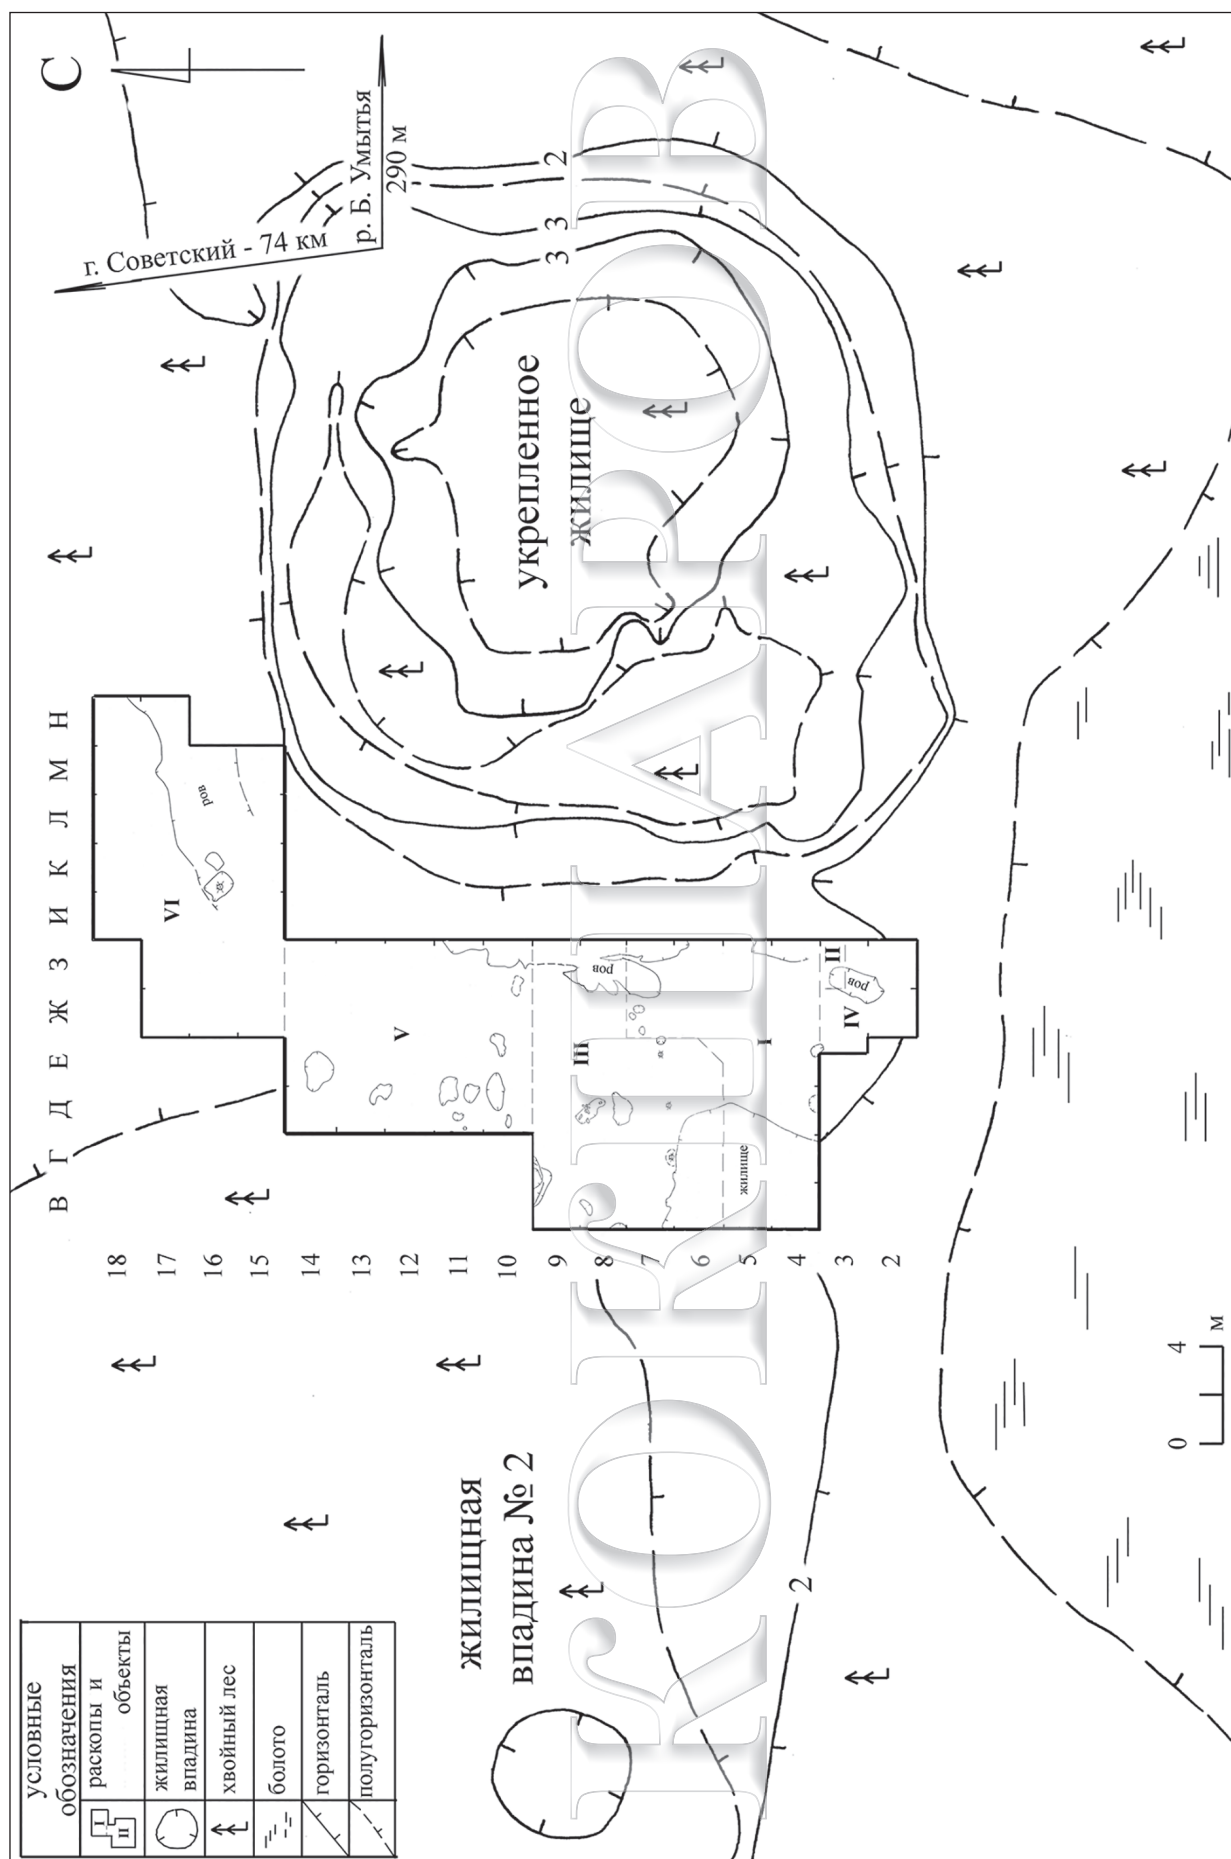 условные
обозначения
раскопы и
объекты
жилищная
впадина
хвойный лес
болото
горизонталь
полугоризонталь
I
II
С
г. Советский - 74 км
р. Б. Умытья
290 м
2
3
3
укрепленное
жилище
В Г Д Е Ж З И К Л М Н
18
17
16
15
14
13
12
11
10
9
8
7
6
5
4
3
2
VI
ров
V
ров
III
I
II
IV
ров
жилище
жилищная
впадина № 2
2
0 4 м
КОКШАРОВ